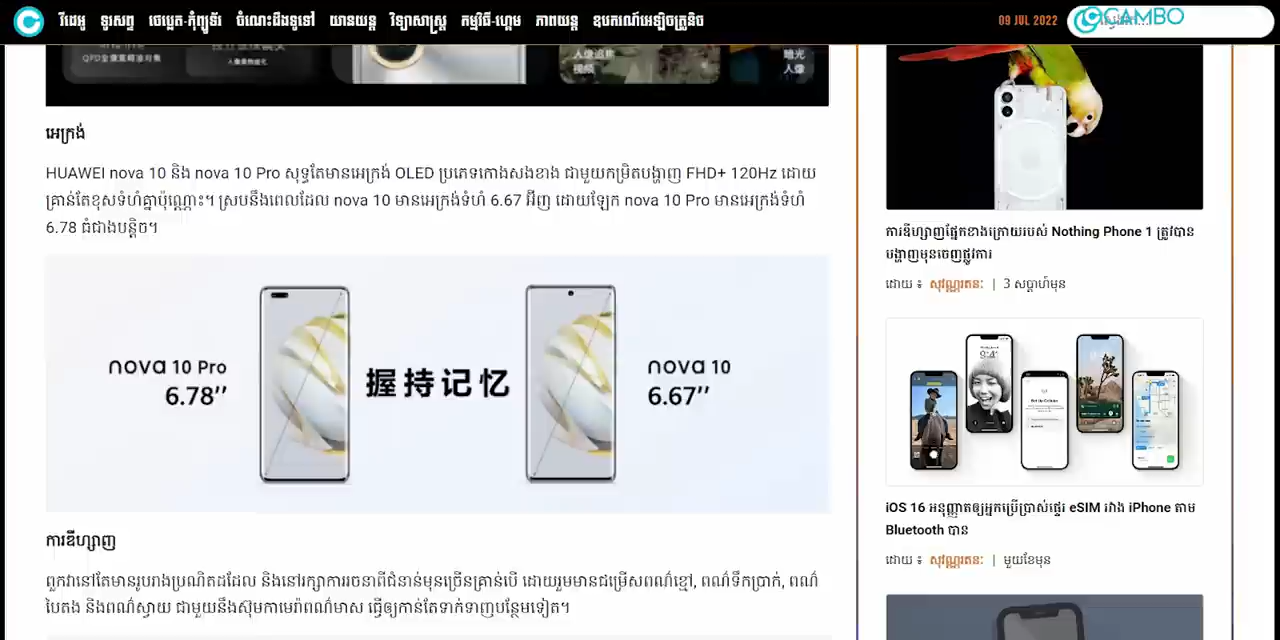 វីដេអូ ទូរសព្ទ ថេប្លេត-កុំព្យូទ័រ ចំណេះដឹងទូទៅ យានយន្ត វិទ្យាសាស្ត្រ កម្មវិធី-ហ្គេម ភាពយន្ត ឧបករណ៍អេឡិចត្រូនិច 09 JUL 2022 CAMBO
人像追焦
视频
暗光
人像
អេក្រង់
HUAWEI nova 10 និង nova 10 Pro សុទ្ធតែមានអេក្រង់ OLED ប្រភេទកោងសងខាង ជាមួយកម្រិតបង្ហាញ FHD+ 120Hz ដោយ
គ្រាន់តែខុសទំហំគ្នាប៉ុណ្ណោះ។ ស្របនឹងពេលដែល nova 10 មានអេក្រង់ទំហំ 6.67 អ៊ីញ ដោយឡែក nova 10 Pro មានអេក្រង់ទំហំ
6.78 ធំជាងបន្តិច។
nova 10 Pro
6.78″
握持记忆
nova 10
6.67″
ការឌីហ្សាញ
ពួកវានៅតែមានរូបរាងប្រណិតដដែល និងនៅរក្សាការរចនាពីជំនាន់មុនច្រើនគ្រាន់បើ ដោយរួមមានជម្រើសពណ៌ខ្មៅ, ពណ៌ទឹកប្រាក់, ពណ៌
បៃតង និងពណ៌ស្វាយ ជាមួយនឹងស៊ុមកាមេរ៉ាពណ៌មាស ធ្វើឲ្យកាន់តែទាក់ទាញបន្ថែមទៀត។
ការឌីហ្សាញផ្នែកខាងក្រោយរបស់ Nothing Phone 1 ត្រូវបាន
បង្ហាញមុនចេញផ្លូវការ
ដោយ ៖ សុវណ្ណរតនៈ | 3 សប្តាហ៍មុន
iOS 16 អនុញ្ញាតឲ្យអ្នកប្រើប្រាស់ផ្ទេរ eSIM រវាង iPhone តាម
Bluetooth បាន
ដោយ ៖ សុវណ្ណរតនៈ | មួយខែមុន